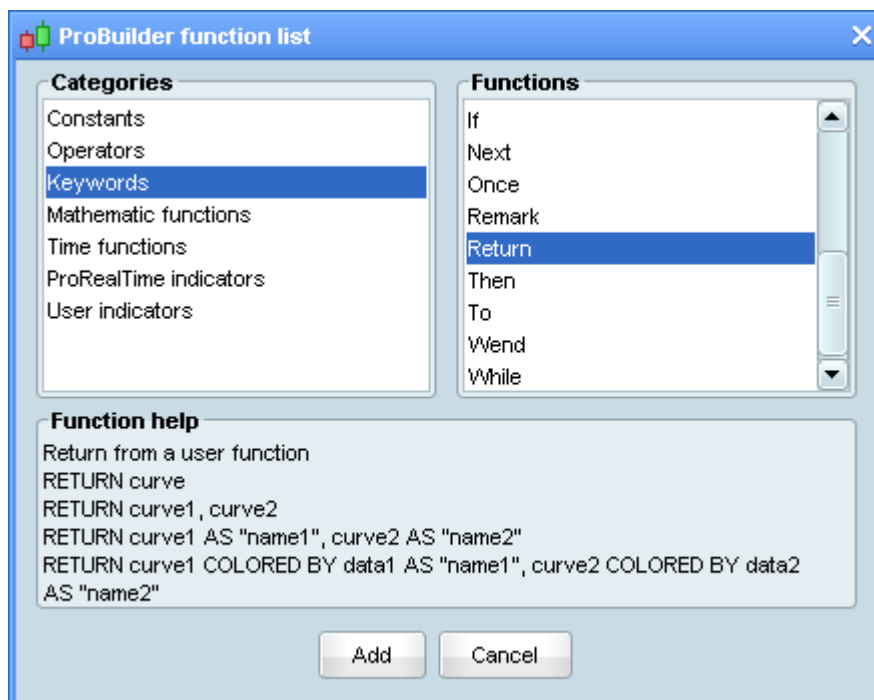 ProBuilder function list
Categories
Constants
Operators
Keywords
Mathematic functions
Time functions
ProRealTime indicators
User indicators
Functions
If
Next
Once
Remark
Return
Then
To
Wend
While
Function help
Return from a user function
RETURN curve
RETURN curve1, curve2
RETURN curve1 AS "name1", curve2 AS "name2"
RETURN curve1 COLORED BY data1 AS "name1", curve2 COLORED BY data2
AS "name2"
Add
Cancel